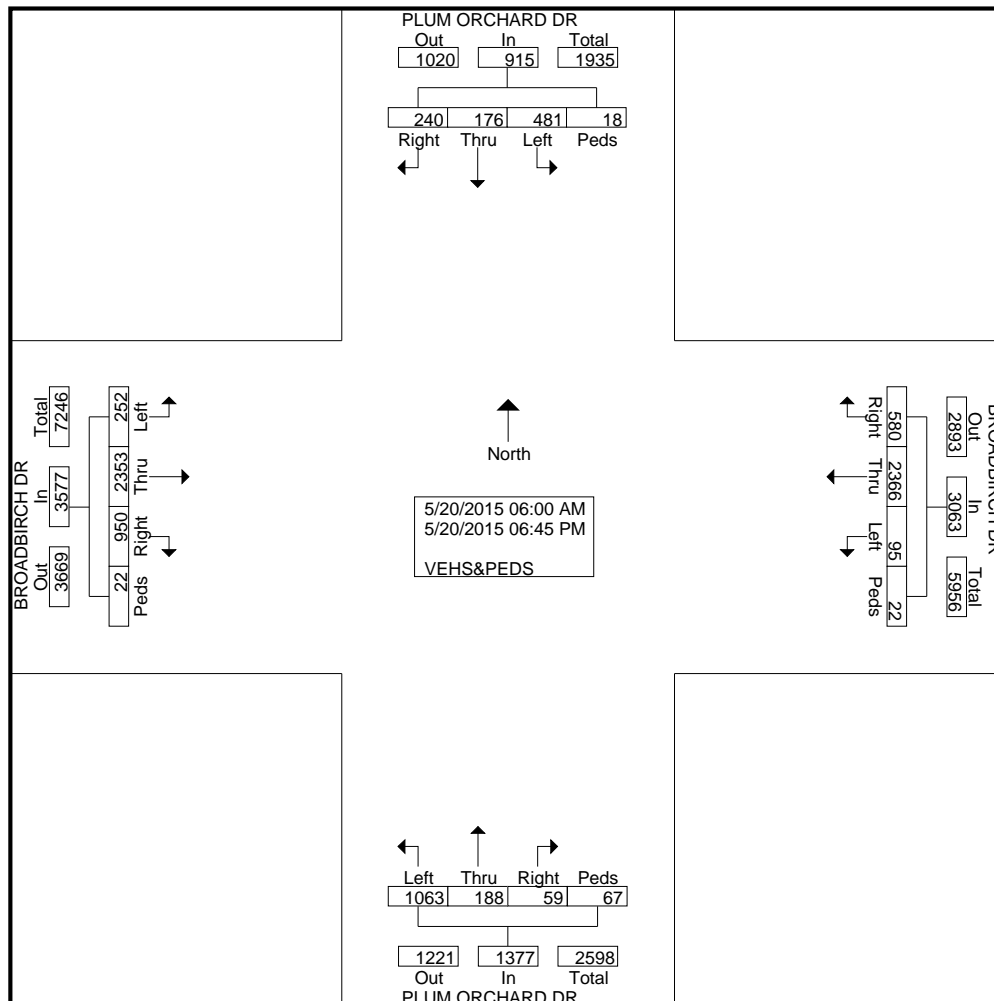 PLUM ORCHARD DR
Out In Total
1020 915 1935
240 176 481 18
Right Thru Left Peds
BROADBIRCH DR
Total In Out
7246 3577 3669
252 2353 950 22
Left Thru Right Peds
North
5/20/2015 06:00 AM
5/20/2015 06:45 PM
VEHS&PEDS
BROADBIRCH DR
Out In Total
2893 3063 5956
580 2366 95 22
Right Thru Left Peds
Left Thru Right Peds
1063 188 59 67
1221 1377 2598
Out In Total
PLUM ORCHARD DR